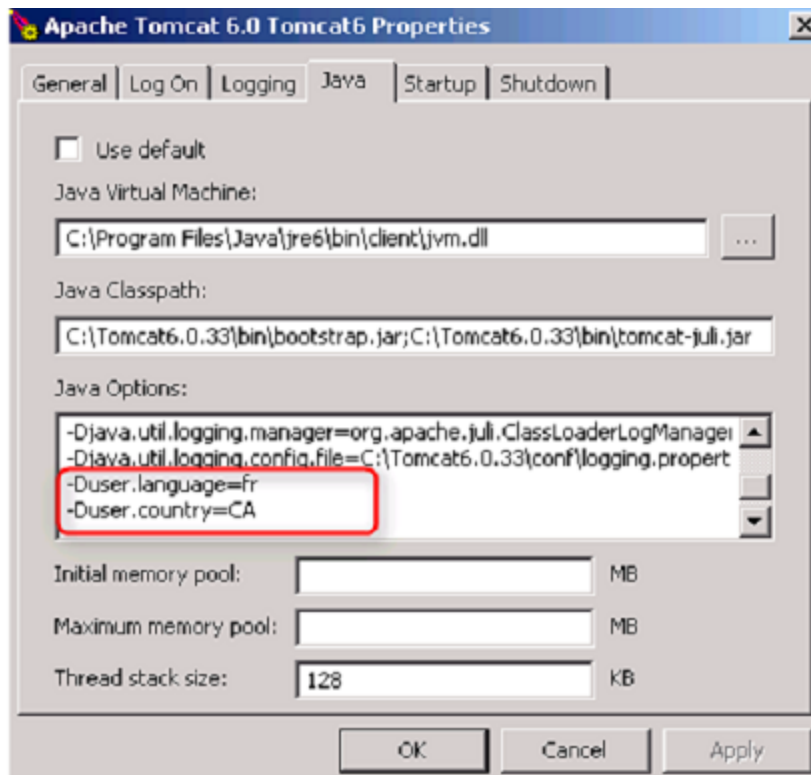 Apache Tomcat 6.0 Tomcat6 Properties
General Log On Logging Java Startup Shutdown
Use default
Java Virtual Machine:
C:\Program Files\Java\jre6\bin\client\jvm.dll
...
Java Classpath:
C:\Tomcat6.0.33\bin\bootstrap.jar;C:\Tomcat6.0.33\bin\tomcat-juli.jar
Java Options:
-Djava.util.logging.manager=org.apache.juli.ClassLoaderLogManager
-Djava.util.logging.config.file=C:\Tomcat6.0.33\conf\logging.propert
-Duser.language=fr
-Duser.country=CA
Initial memory pool: MB
Maximum memory pool: MB
Thread stack size: 128 KB
OK Cancel Apply